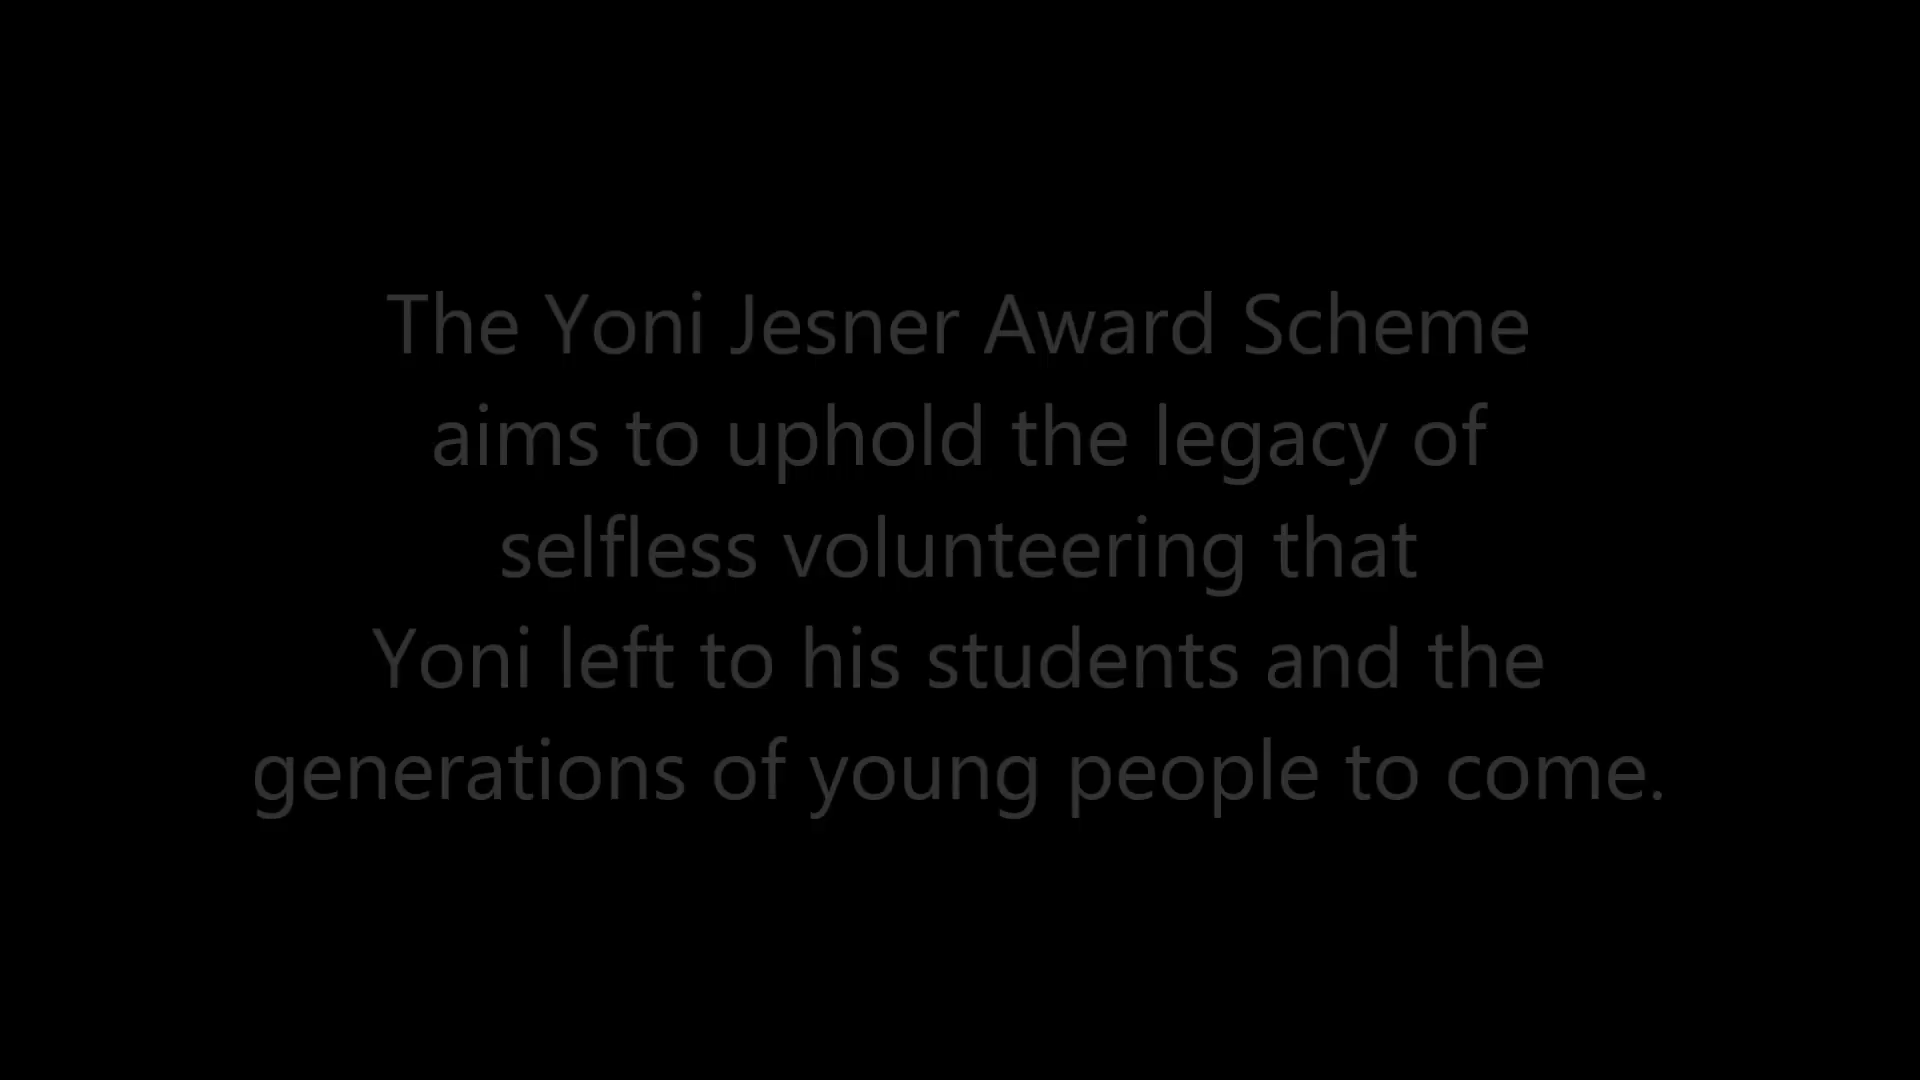 The Yoni Jesner Award Scheme
aims to uphold the legacy of
selfless volunteering that
Yoni left to his students and the
generations of young people to come.